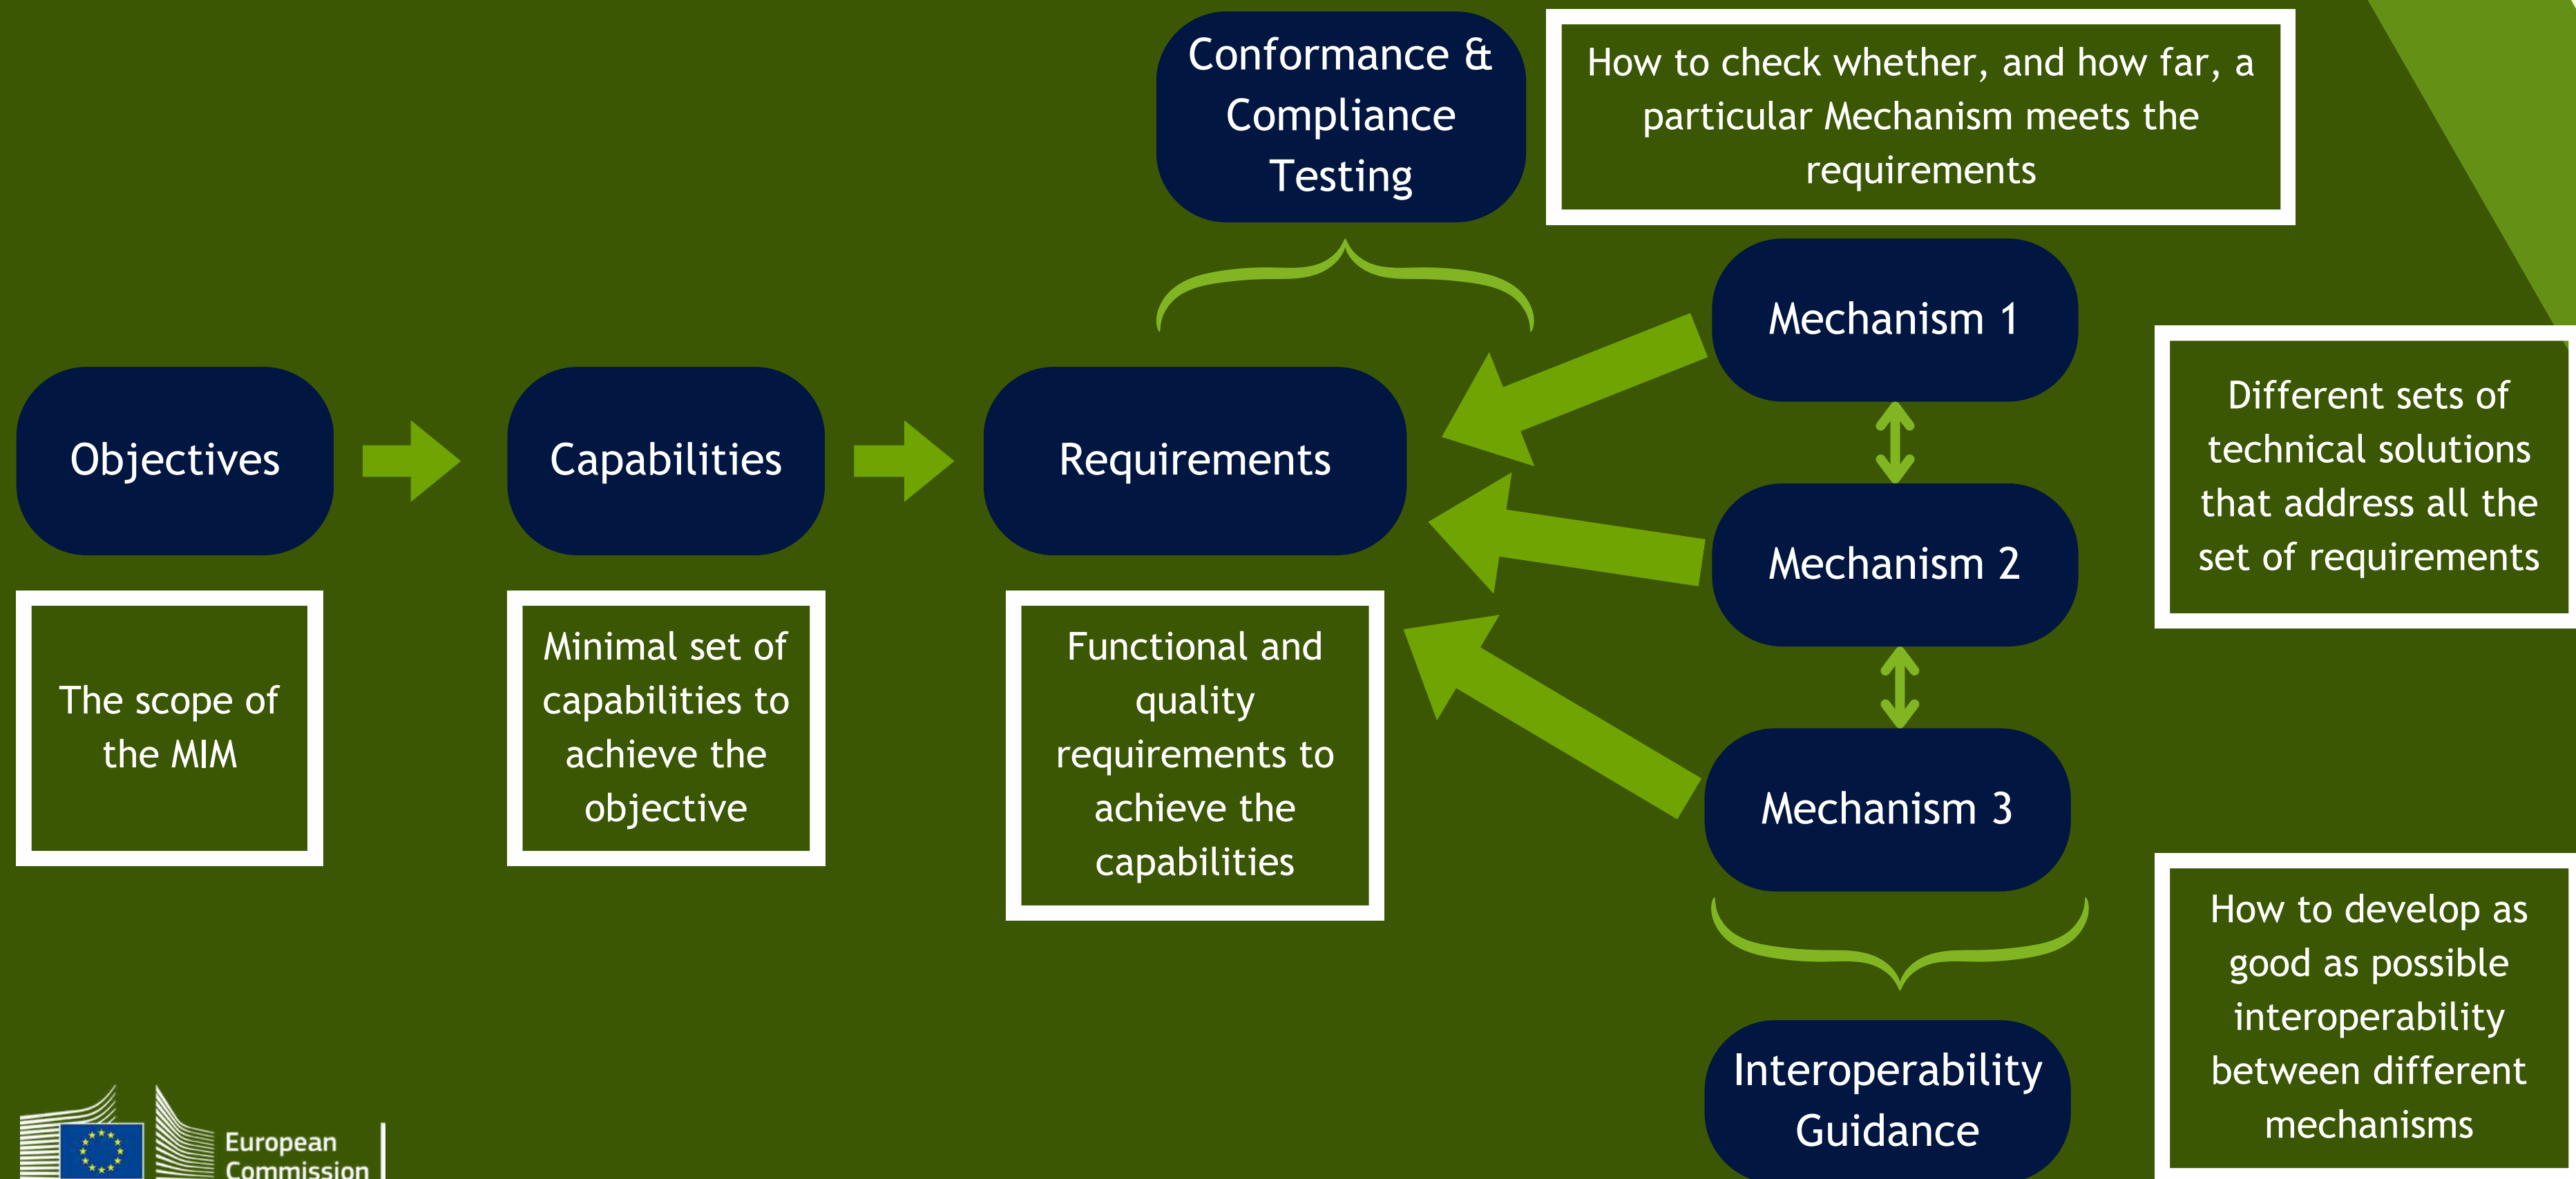 Conformance &
Compliance
Testing
How to check whether, and how far, a
particular Mechanism meets the
requirements
Objectives
Capabilities
Requirements
Mechanism 1
Mechanism 2
Mechanism 3
Different sets of
technical solutions
that address all the
set of requirements
The scope of
the MIM
Minimal set of
capabilities to
achieve the
objective
Functional and
quality
requirements to
achieve the
capabilities
How to develop as
good as possible
interoperability
between different
mechanisms
Interoperability
Guidance
European
Commission